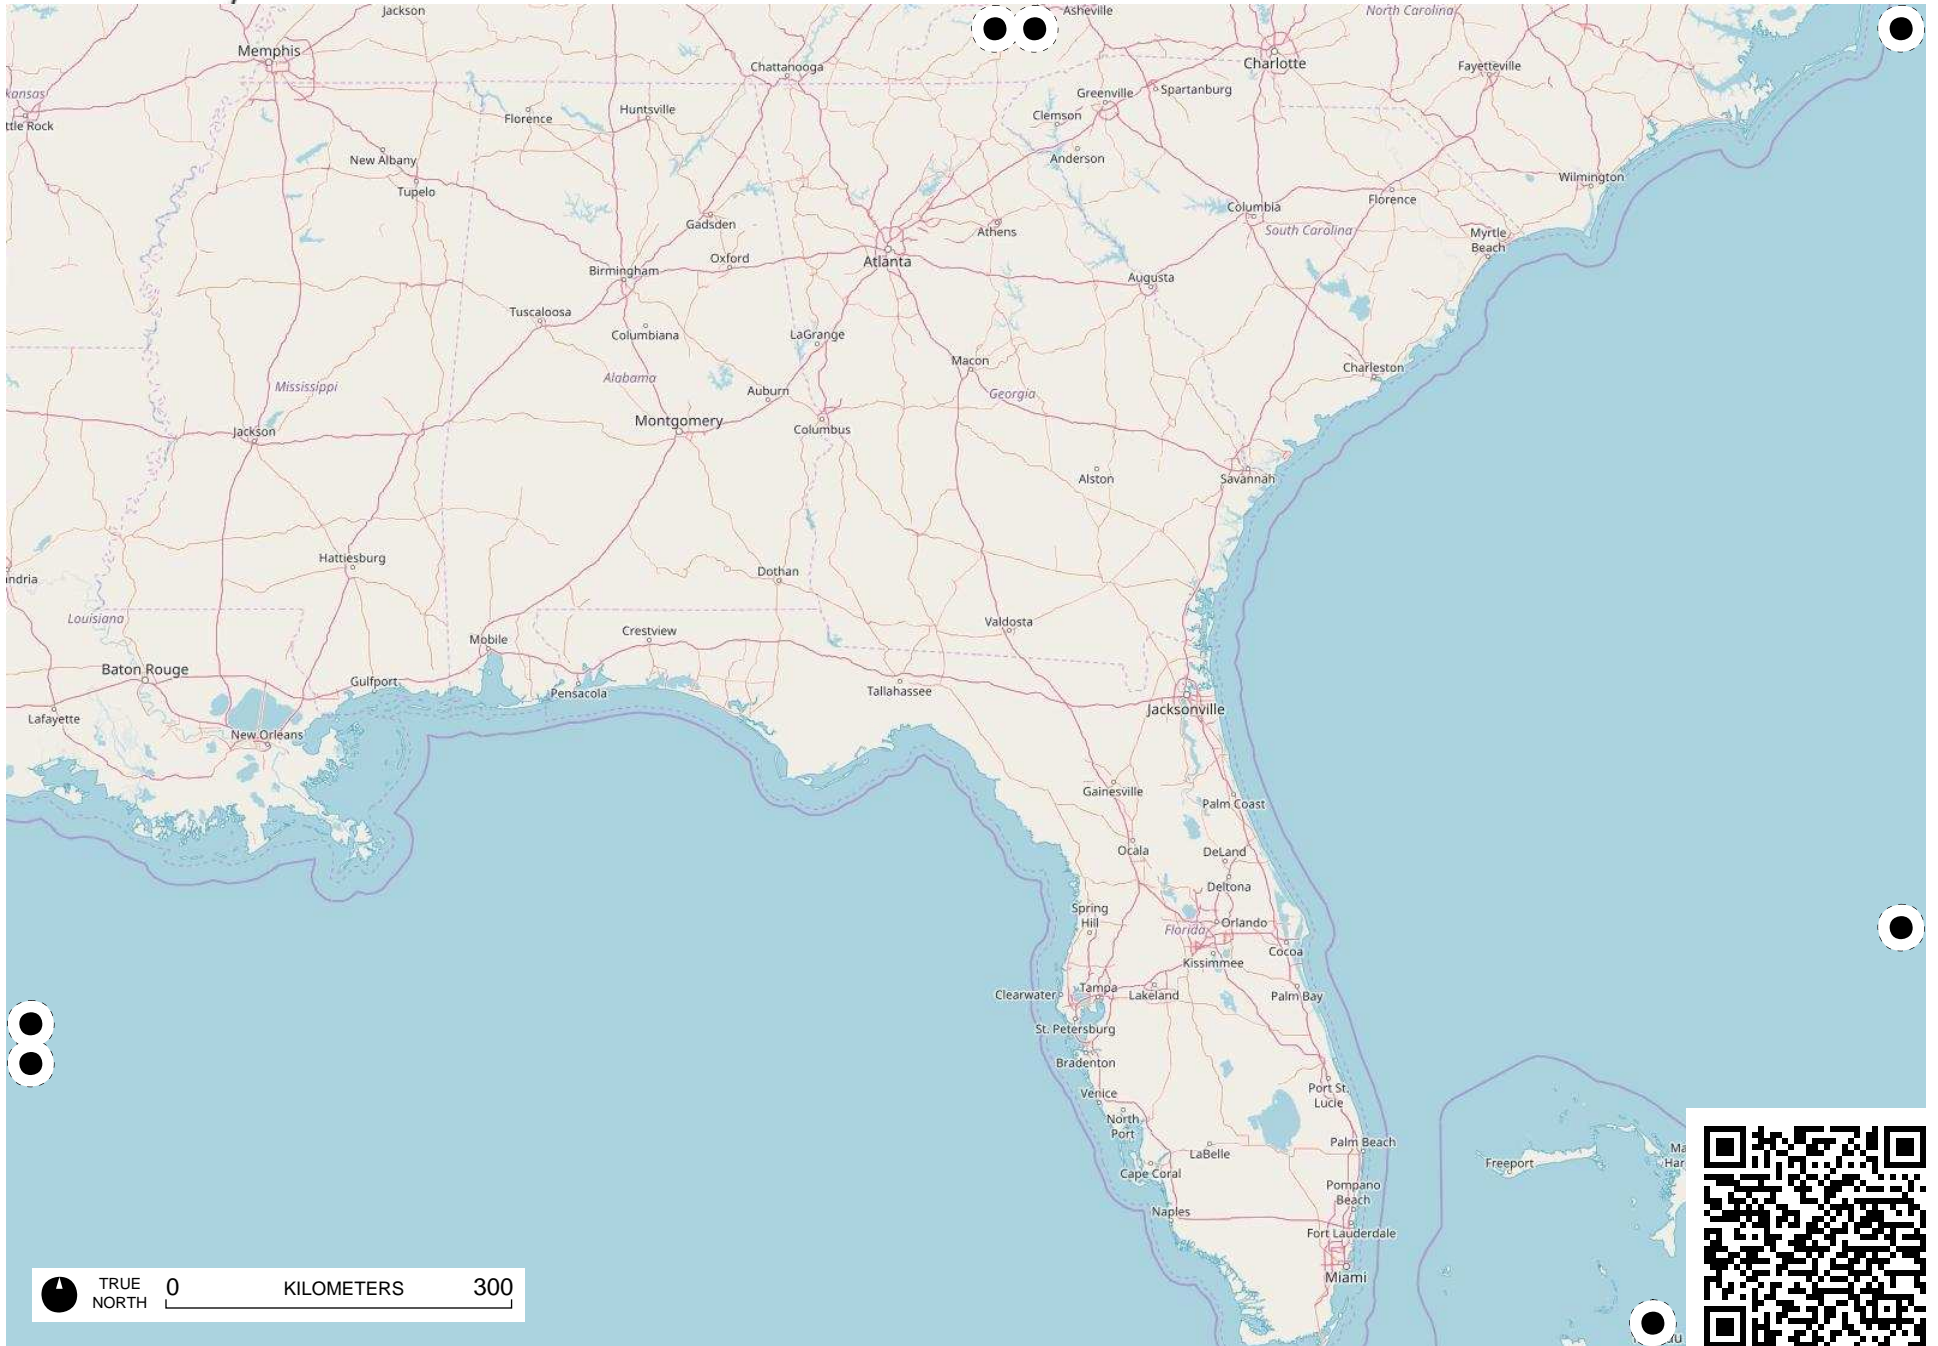 Jackson
Asheville
North Carolina
Memphis
Charlotte
Chattanooga
Fayetteville
kansas
Greenville
Spartanburg
ttle Rock
Florence
Huntsville
Clemson
New Albany
Anderson
Tupelo
Wilmington
Florence
Columbia
Gadsden
Athens
South Carolina
Myrtle
Beach
Oxford
Atlanta
Birmingham
Augusta
Tuscaloosa
Columbiana
LaGrange
Macon
Charleston
Mississippi
Alabama
Auburn
Georgia
Montgomery
Jackson
Columbus
Alston
Savannah
Hattiesburg
Dothan
ndria
Louisiana
Valdosta
Crestview
Mobile
Baton Rouge
Gulfport
Pensacola
Tallahassee
Jacksonville
Lafayette
New Orleans
Gainesville
Palm Coast
Ocala
DeLand
Deltona
Spring
Hill
Orlando
Florida
Cocoa
Kissimmee
Clearwater
Tampa
Lakeland
Palm Bay
St. Petersburg
Bradenton
Port St.
Lucie
Venice
North
Port
Palm Beach
LaBelle
Freeport
Ma
Har
Cape Coral
Pompano
Beach
Naples
Fort Lauderdale
Miami
TRUE
NORTH
0 KILOMETERS 300